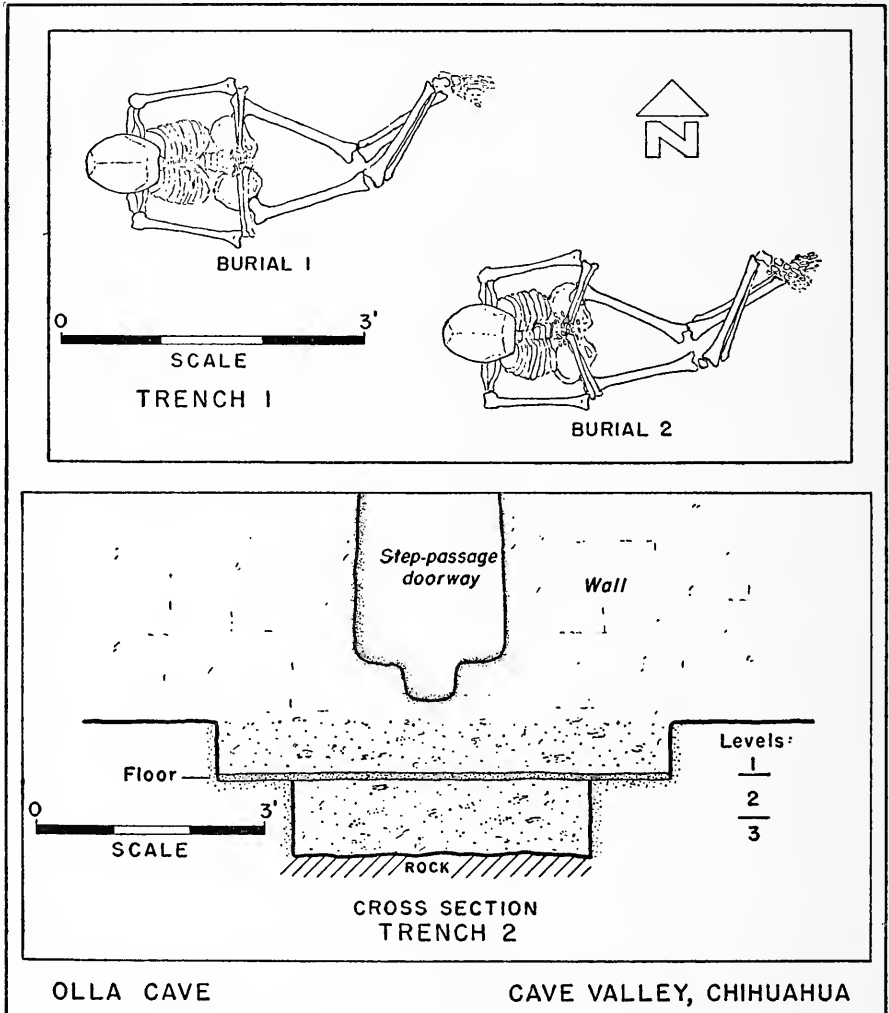 N
BURIAL 1
0 3'
SCALE
TRENCH 1
BURIAL 2
Step-passage
doorway
Wall
Levels:
1
2
3
Floor
0 3'
SCALE
ROCK
CROSS SECTION
TRENCH 2
OLLA CAVE CAVE VALLEY, CHIHUAHUA